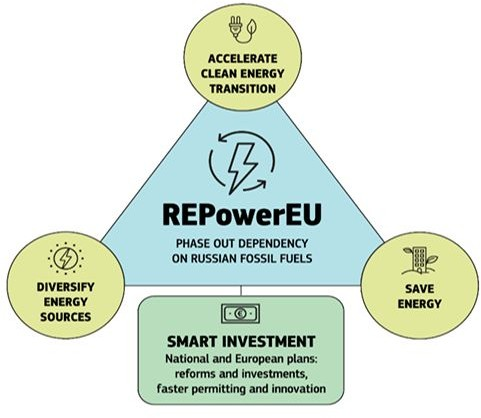 ACCELERATE
CLEAN ENERGY
TRANSITION
REPowerEU
PHASE OUT DEPENDENCY
ON RUSSIAN FOSSIL FUELS
DIVERSIFY
ENERGY
SOURCES
SAVE
ENERGY
€
SMART INVESTMENT
National and European plans:
reforms and investments,
faster permitting and innovation